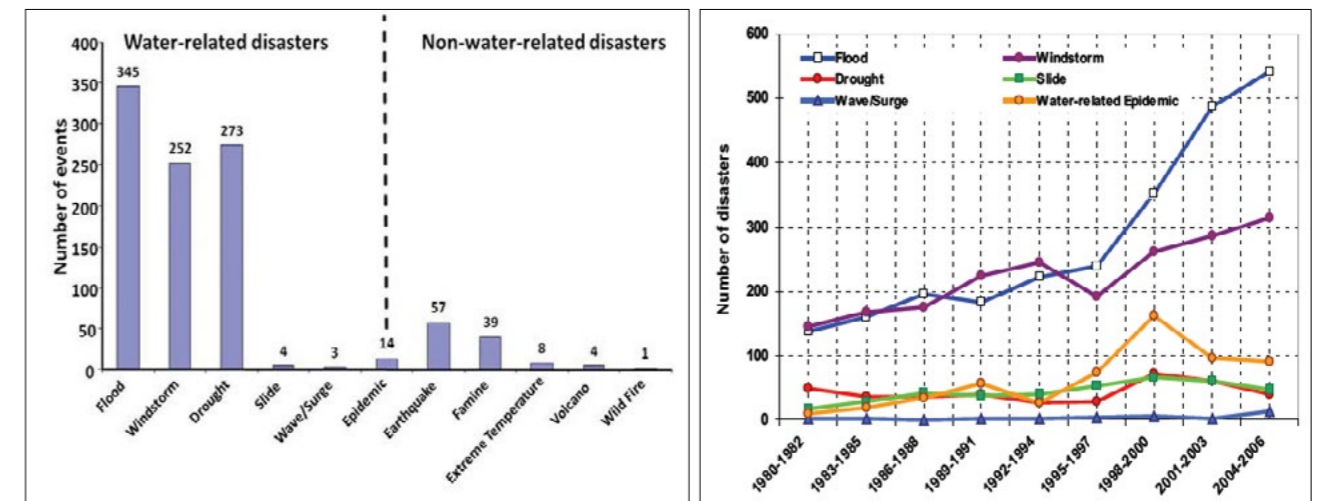 Water-related disasters
Non-water-related disasters
Number of events
400
350
300
250
200
150
100
50
0
345
252
273
4
3
14
57
39
8
4
1
Flood
Windstorm
Drought
Slide
Wave/Surge
Epidemic
Earthquake
Famine
Extreme Temperature
Volcano
Wild Fire
Number of disasters
600
500
400
300
200
100
0
Flood
Windstorm
Drought
Slide
Wave/Surge
Water-related Epidemic
1980-1982
1983-1985
1986-1988
1989-1991
1992-1994
1995-1997
1998-2000
2001-2003
2004-2006